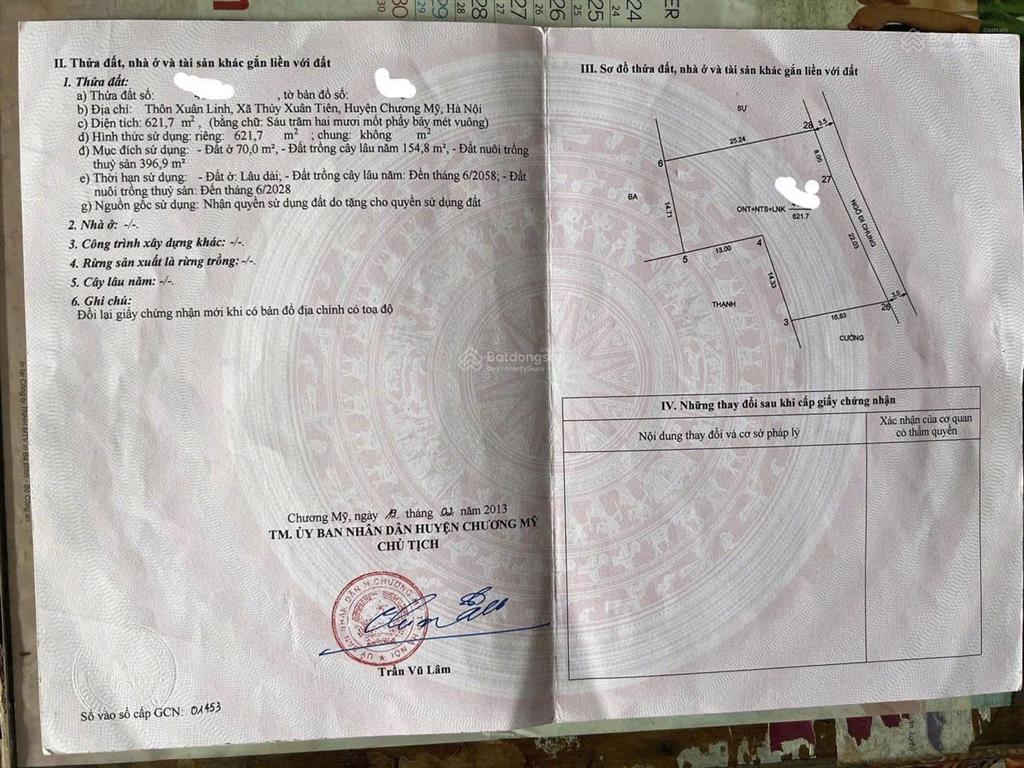 II. Thửa đất, nhà ở và tài sản khác gắn liền với đất
1. Thửa đất:
a) Thửa đất số: , tờ bản đồ số:
b) Địa chỉ: Thôn Xuân Linh, Xã Thủy Xuân Tiên, Huyện Chương Mỹ, Hà Nội
c) Diện tích: 621,7 m², (bằng chữ: Sáu trăm hai mươi mốt phẩy bảy mét vuông)
d) Hình thức sử dụng: riêng: 621,7 m²; chung: không m²
đ) Mục đích sử dụng: - Đất ở 70,0 m², - Đất trồng cây lâu năm 154,8 m², - Đất nuôi trồng
thuỷ sản 396,9 m²
e) Thời hạn sử dụng: - Đất ở: Lâu dài; - Đất trồng cây lâu năm: Đến tháng 6/2058; - Đất
nuôi trồng thuỷ sản: Đến tháng 6/2028
g) Nguồn gốc sử dụng: Nhận quyền sử dụng đất do tặng cho quyền sử dụng đất
2. Nhà ở: -/-.
3. Công trình xây dựng khác: -/-.
4. Rừng sản xuất là rừng trồng: -/-.
5. Cây lâu năm: -/-.
6. Ghi chú:
Đổi lại giấy chứng nhận mới khi có bản đồ địa chính có toạ độ
Chương Mỹ, ngày 19 tháng 02 năm 2013
TM. ỦY BAN NHÂN DÂN HUYỆN CHƯƠNG MỸ
CHỦ TỊCH
Trần Vũ Lâm
Số vào sổ cấp GCN: 01453
III. Sơ đồ thửa đất, nhà ở và tài sản khác gắn liền với đất
SỰ
28
3.5
25.24
6
8.05
27
BA
14.71
ONT+NTS+LNK
621.7
NGÕ ĐI CHUNG
22.03
5
13.00
4
14.33
THANH
3
16.83
26
3.5
CƯỜNG
IV. Những thay đổi sau khi cấp giấy chứng nhận
Nội dung thay đổi và cơ sở pháp lý
Xác nhận của cơ quan
có thẩm quyền
Batdongsan
by PropertyGuru